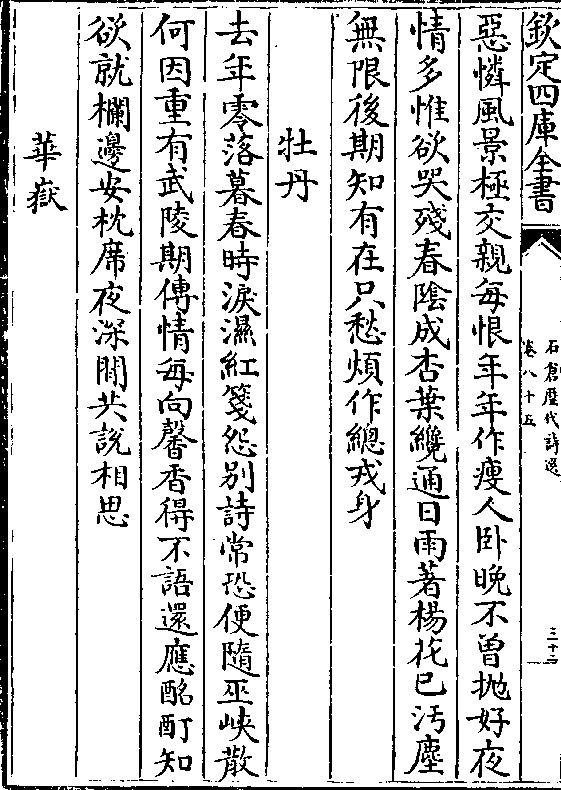 欽定四庫全書
石倉歷代詩選
卷八十五
三十二
惡憐風景極交親每恨年年作瘦人卧晚不曾抛好夜
情多惟欲哭殘春陰成杏葉纔通日雨著楊花已汚塵
無限後期知有在只愁煩作總戎身
牡丹
去年零落暮春時淚濕紅箋怨别詩常恐便隨巫峽散
何因重有武陵期傳情每向馨香得不語還應酩酊知
欲就欄邊安枕席夜深閒共說相思
華嶽